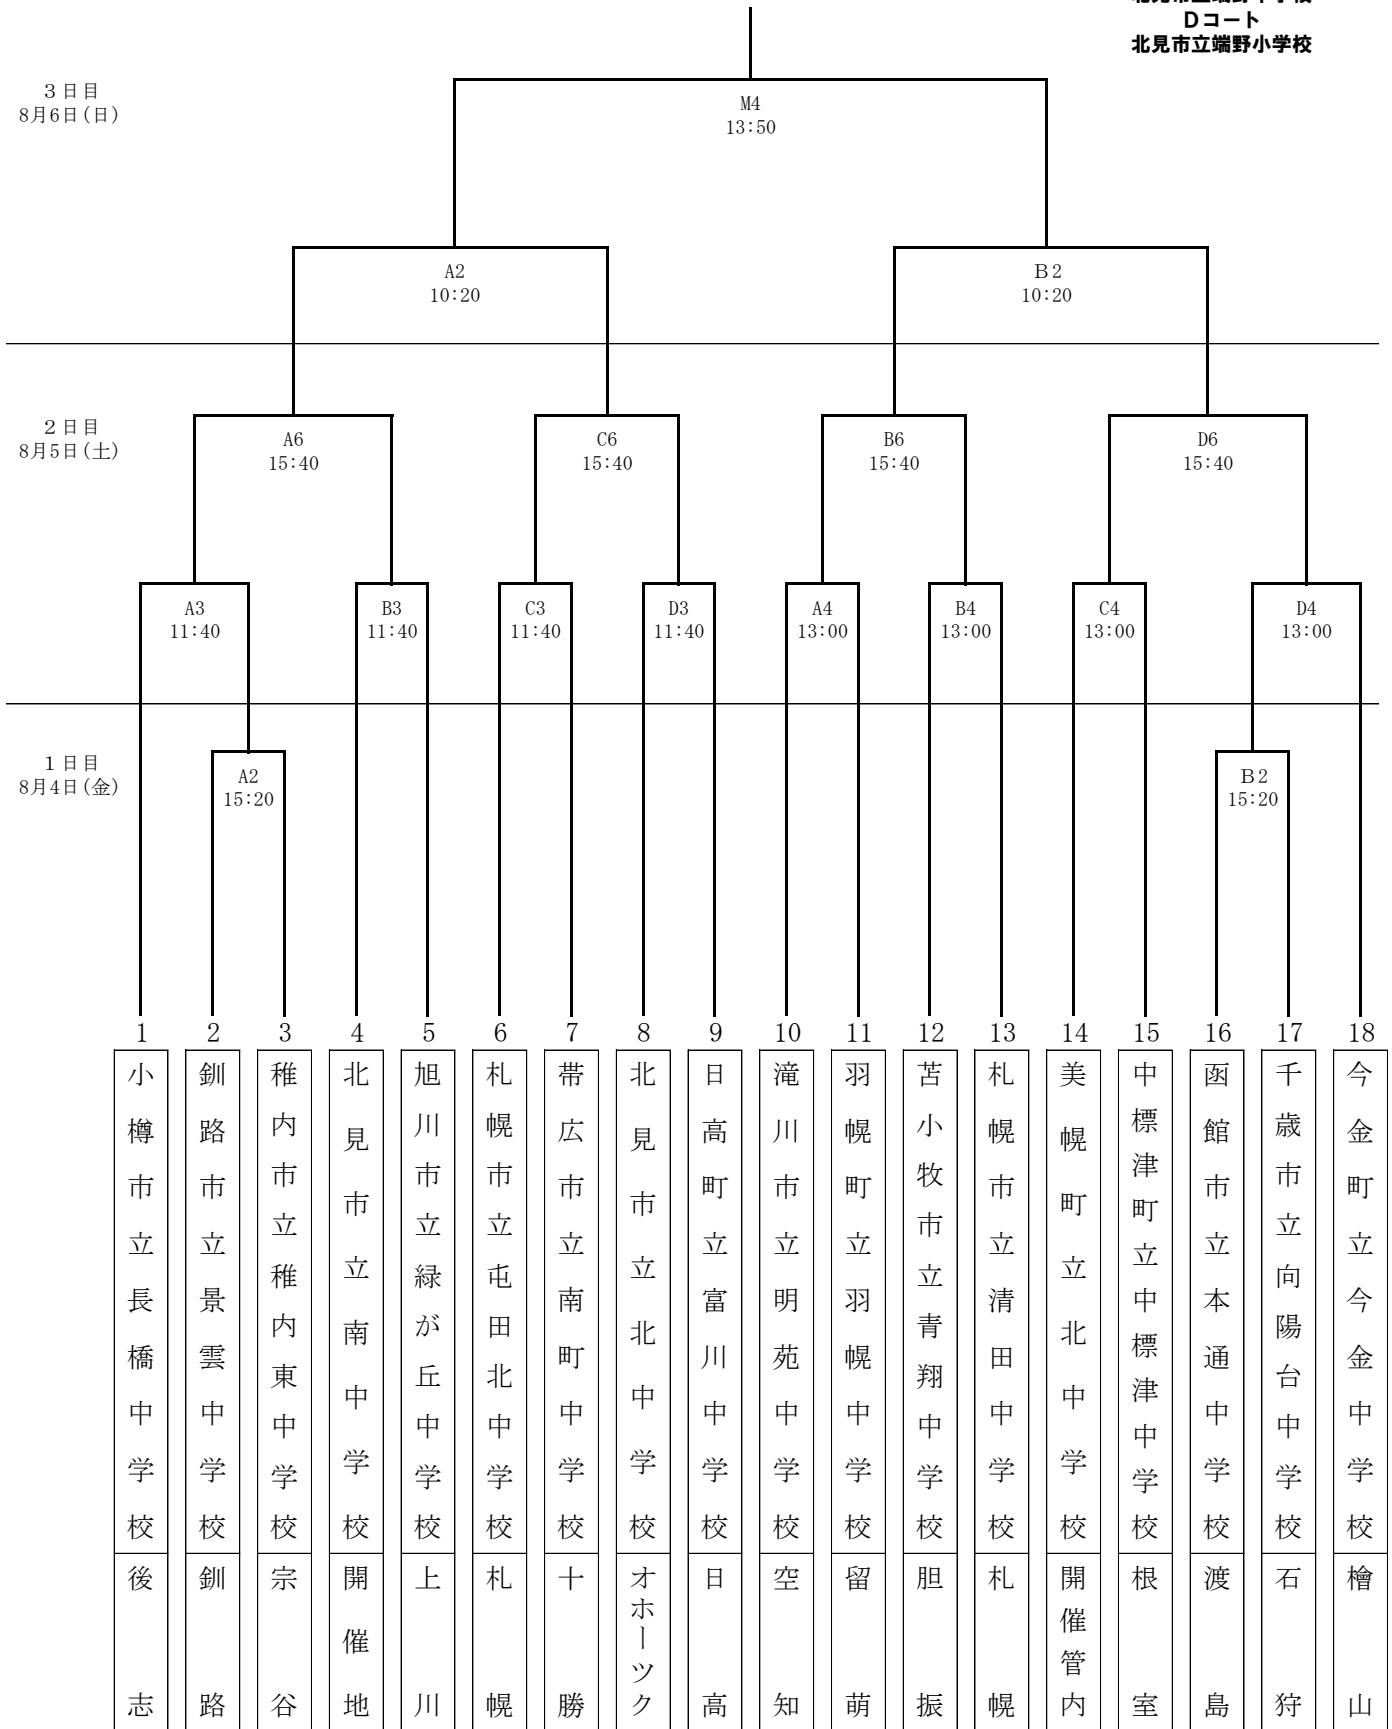 Dコート
北見市立端野小学校
3日目
8月6日(日)
M4
13:50
A2
10:20
B2
10:20
2日目
8月5日(土)
A6
15:40
C6
15:40
B6
15:40
D6
15:40
A3
11:40
B3
11:40
C3
11:40
D3
11:40
A4
13:00
B4
13:00
C4
13:00
D4
13:00
1日目
8月4日(金)
A2
15:20
B2
15:20
1
2
3
4
5
6
7
8
9
10
11
12
13
14
15
16
17
18
小樽市立長橋中学校
釧路市立景雲中学校
稚内市立稚内東中学校
北見市立南中学校
旭川市立緑が丘中学校
札幌市立屯田北中学校
帯広市立南町中学校
北見市立北中学校
日高町立富川中学校
滝川市立明苑中学校
羽幌町立羽幌中学校
苫小牧市立青翔中学校
札幌市立清田中学校
美幌町立北中学校
中標津町立中標津中学校
函館市立本通中学校
千歳市立向陽台中学校
今金町立今金中学校
後志
釧路
宗谷
開催地
上川
札幌
十勝
オホーツク
日高
空知
留萌
胆振
札幌
開催管内
根室
渡島
石狩
檜山